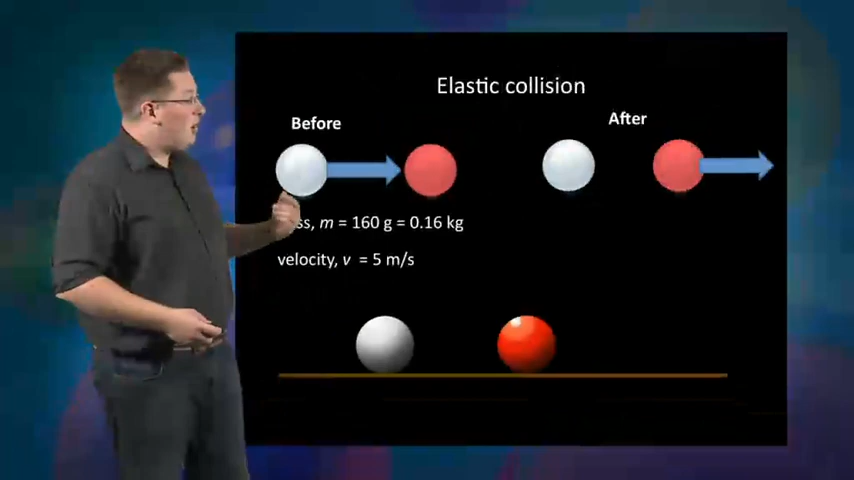 Elastic collision
Before
After
ss, m = 160 g = 0.16 kg
velocity, v = 5 m/s